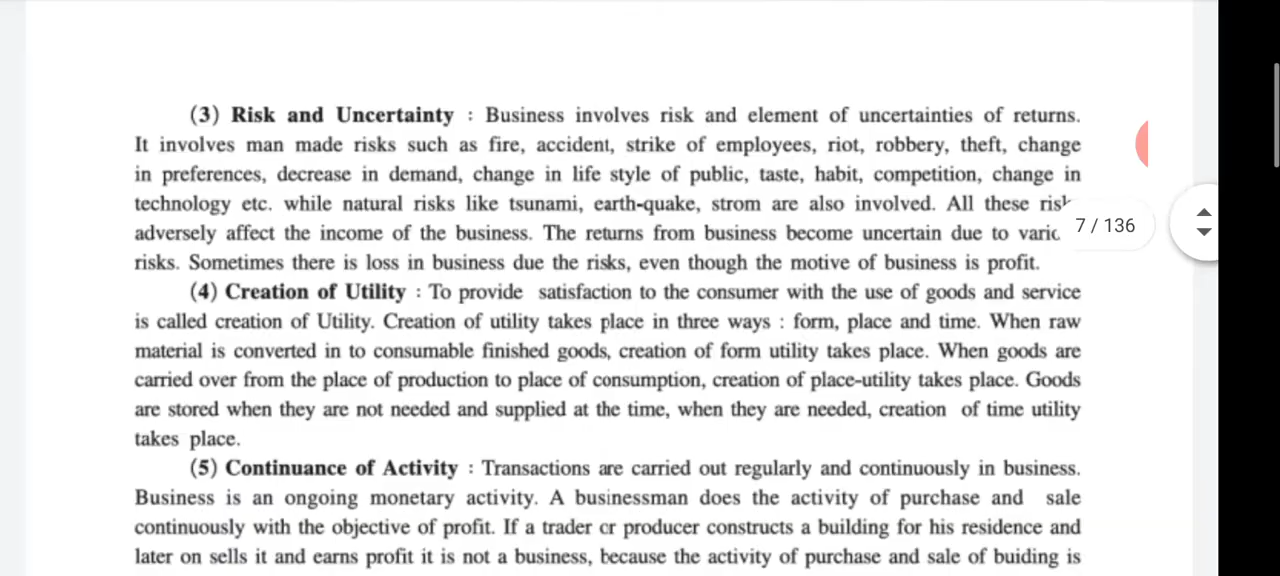 (3) Risk and Uncertainty : Business involves risk and element of uncertainties of returns.
It involves man made risks such as fire, accident, strike of employees, riot, robbery, theft, change
in preferences, decrease in demand, change in life style of public, taste, habit, competition, change in
technology etc. while natural risks like tsunami, earth-quake, strom are also involved. All these
adversely affect the income of the business. The returns from business become uncertain due to
7 / 136
risks. Sometimes there is loss in business due the risks, even though the motive of business is profit.
(4) Creation of Utility : To provide satisfaction to the consumer with the use of goods and service
is called creation of Utility. Creation of utility takes place in three ways : form, place and time. When raw
material is converted in to consumable finished goods, creation of form utility takes place. When goods are
carried over from the place of production to place of consumption, creation of place-utility takes place. Goods
are stored when they are not needed and supplied at the time, when they are needed, creation of time utility
takes place.
(5) Continuance of Activity : Transactions are carried out regularly and continuously in business.
Business is an ongoing monetary activity. A businessman does the activity of purchase and sale
continuously with the objective of profit. If a trader cr producer constructs a building for his residence and
later on sells it and earns profit it is not a business, because the activity of purchase and sale of buiding is